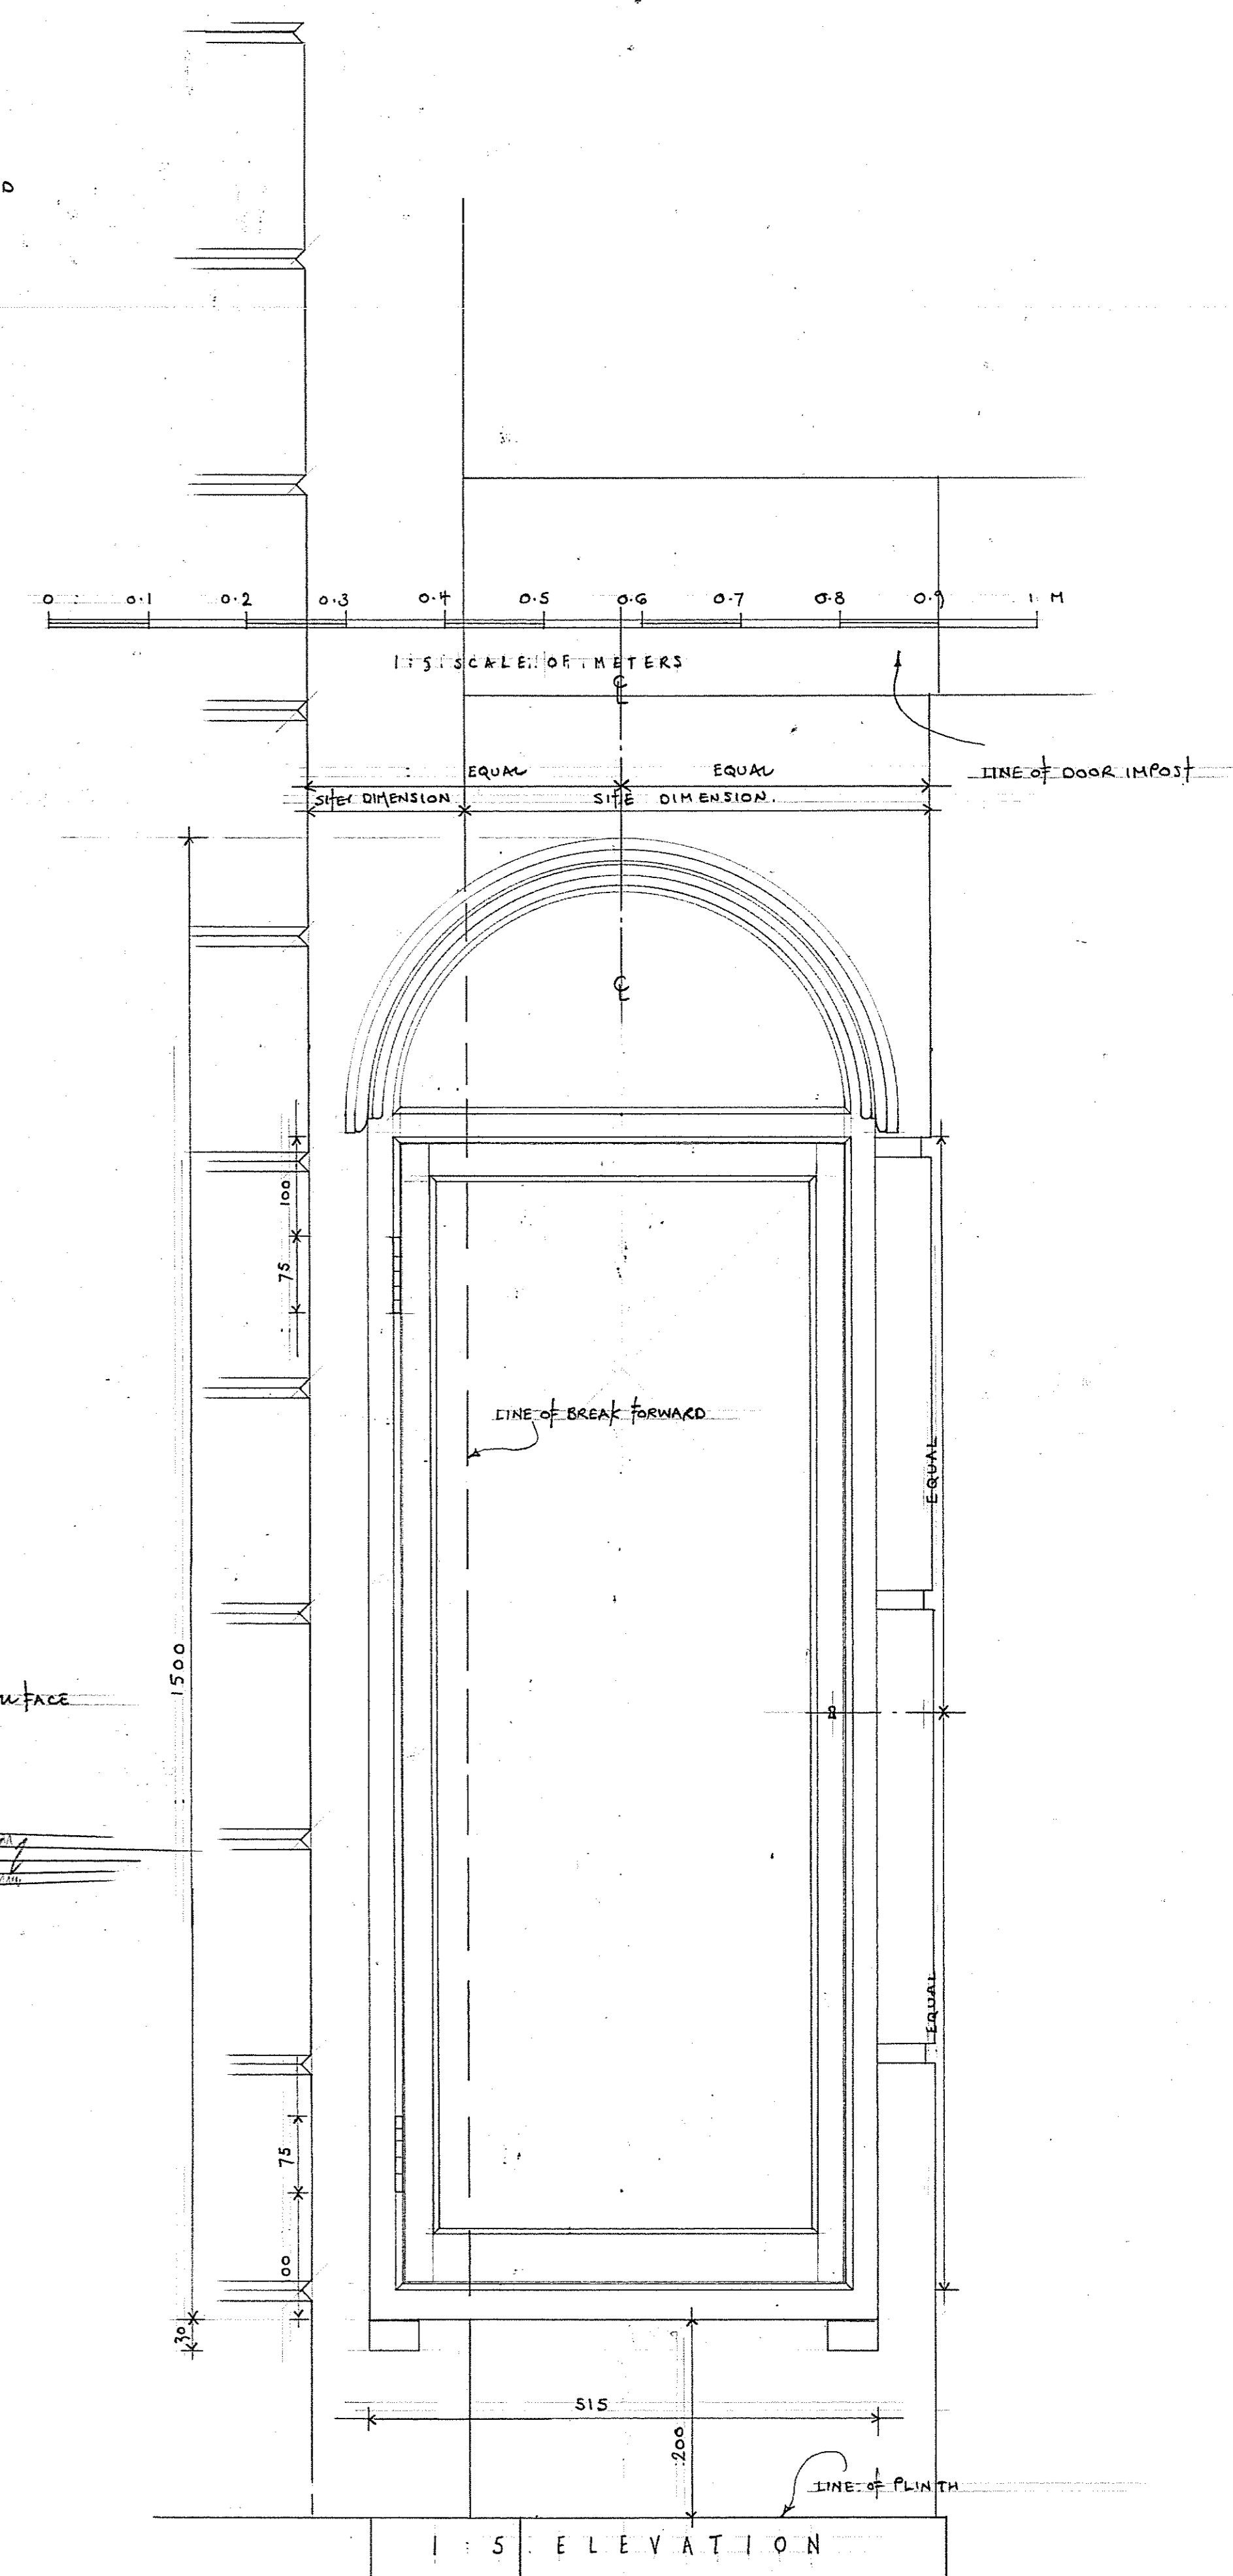 D
0 0.1 0.2 0.3 0.4 0.5 0.6 0.7 0.8 0.9 1 M
1:5 SCALE OF METERS
℄
LINE OF DOOR IMPOST
EQUAL EQUAL
SITE DIMENSION SITE DIMENSION.
℄
100
75
LINE OF BREAK FORWARD
EQUAL
1500
FACE
EQUAL
75
00
30
515
200
LINE OF PLINTH
1:5 ELEVATION